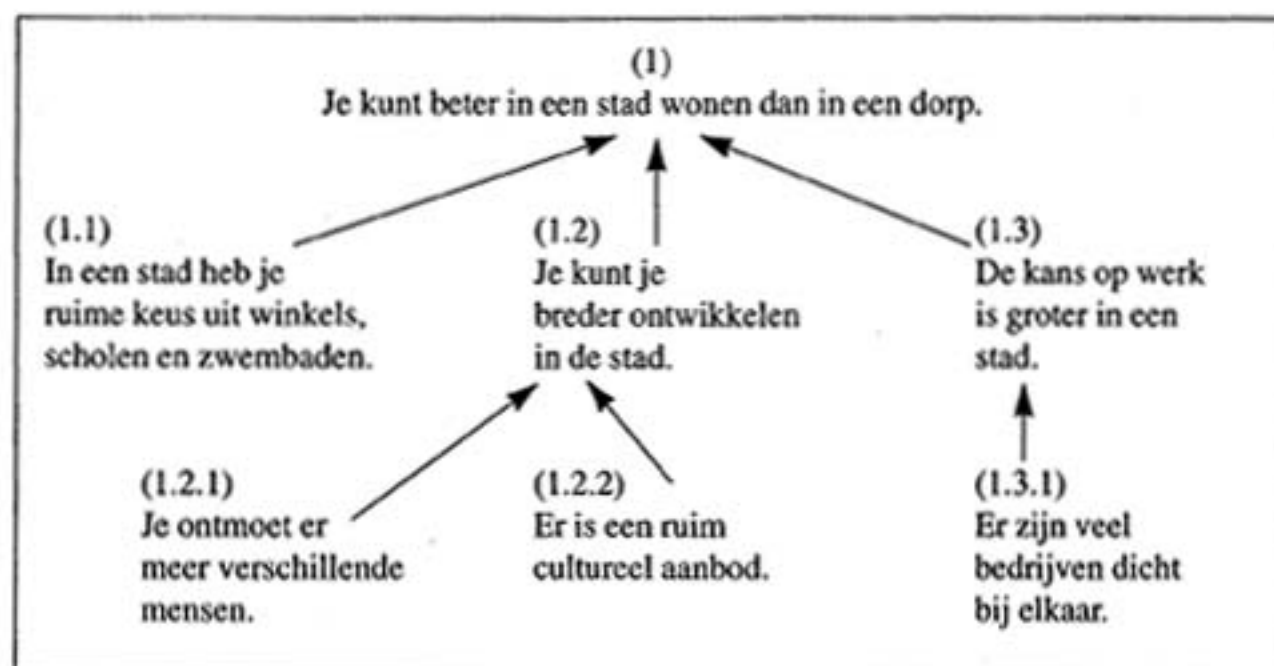 (1)
Je kunt beter in een stad wonen dan in een dorp.
(1.1)
In een stad heb je
ruime keus uit winkels,
scholen en zwembaden.
(1.2)
Je kunt je
breder ontwikkelen
in de stad.
(1.3)
De kans op werk
is groter in een
stad.
(1.2.1)
Je ontmoet er
meer verschillende
mensen.
(1.2.2)
Er is een ruim
cultureel aanbod.
(1.3.1)
Er zijn veel
bedrijven dicht
bij elkaar.